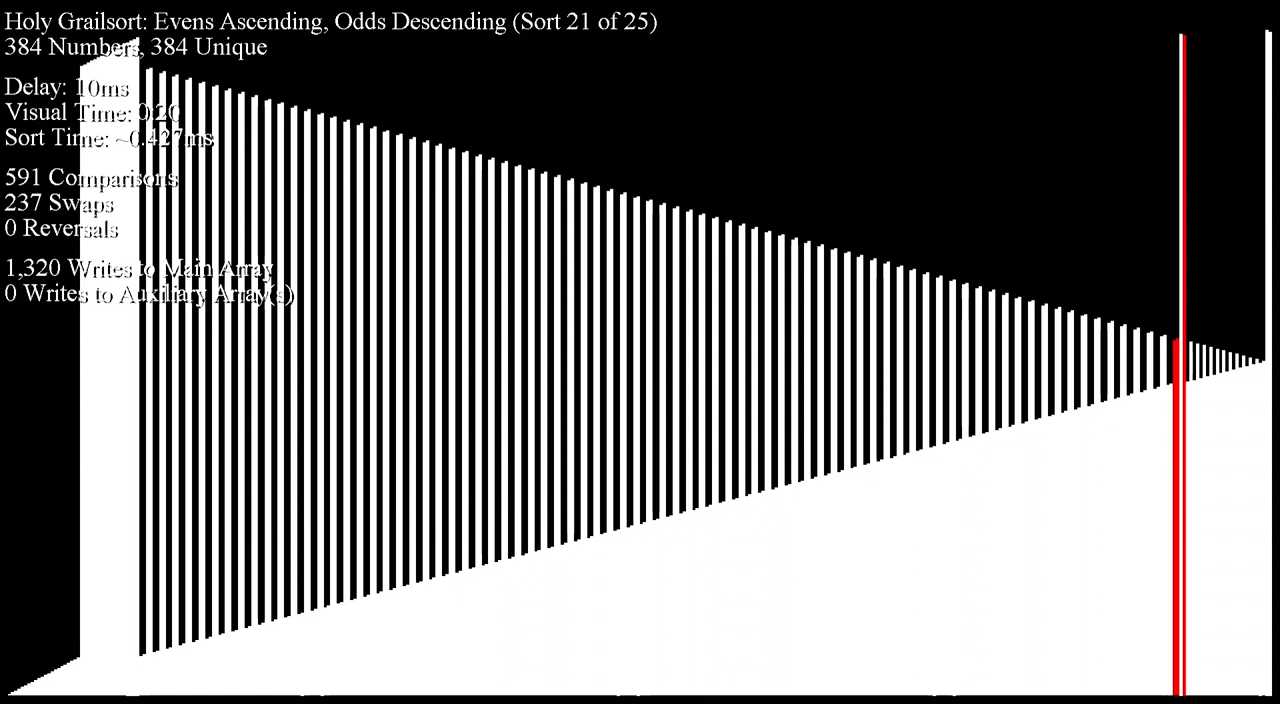 Holy Grailsort: Evens Ascending, Odds Descending (Sort 21 of 25)
384 Numbers, 384 Unique
Delay: 10ms
Visual Time: 0.20
Sort Time: ~0.427ms
591 Comparisons
237 Swaps
0 Reversals
1,320 Writes to Main Array
0 Writes to Auxiliary Array(s)